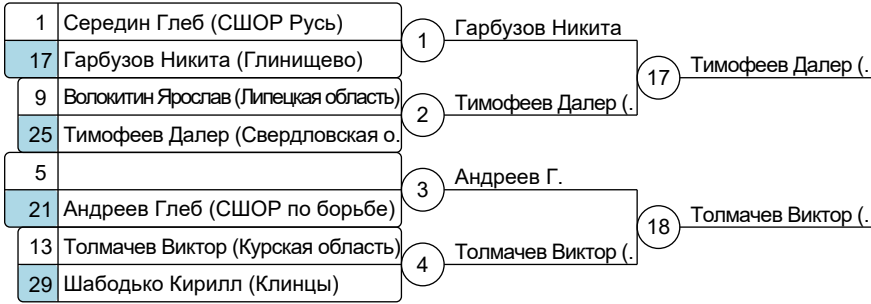 1 Середин Глеб (СШОР Русь)
17 Гарбузов Никита (Глинищево)
1 Гарбузов Никита
9 Волокитин Ярослав (Липецкая область)
25 Тимофеев Далер (Свердловская о.
2 Тимофеев Далер (.
17 Тимофеев Далер (.
5
21 Андреев Глеб (СШОР по борьбе)
3 Андреев Г.
13 Толмачев Виктор (Курская область)
29 Шабодько Кирилл (Клинцы)
4 Толмачев Виктор (.
18 Толмачев Виктор (.